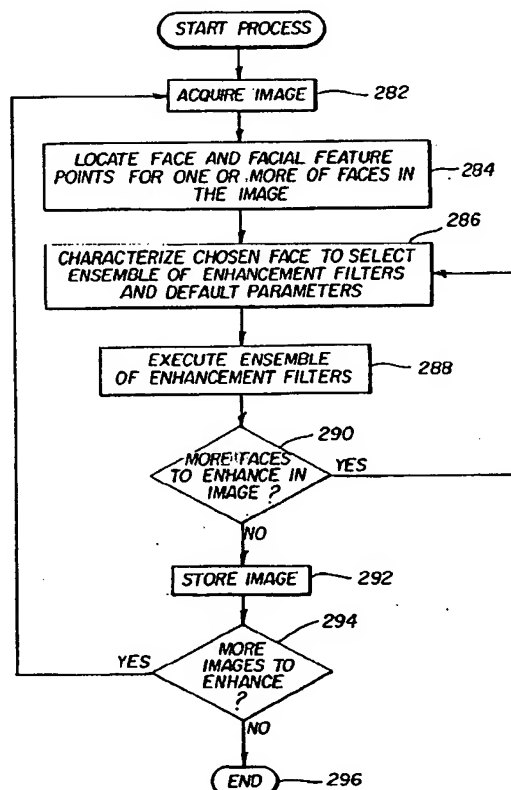 START PROCESS
ACQUIRE IMAGE
282
LOCATE FACE AND FACIAL FEATURE
POINTS FOR ONE OR MORE OF FACES IN
THE IMAGE
284
286
CHARACTERIZE CHOSEN FACE TO SELECT
ENSEMBLE OF ENHANCEMENT FILTERS
AND DEFAULT PARAMETERS
EXECUTE ENSEMBLE
OF ENHANCEMENT FILTERS
288
290
MORE FACES
TO ENHANCE IN
IMAGE ?
YES
NO
STORE IMAGE
292
294
YES
MORE
IMAGES TO
ENHANCE
?
NO
END
296